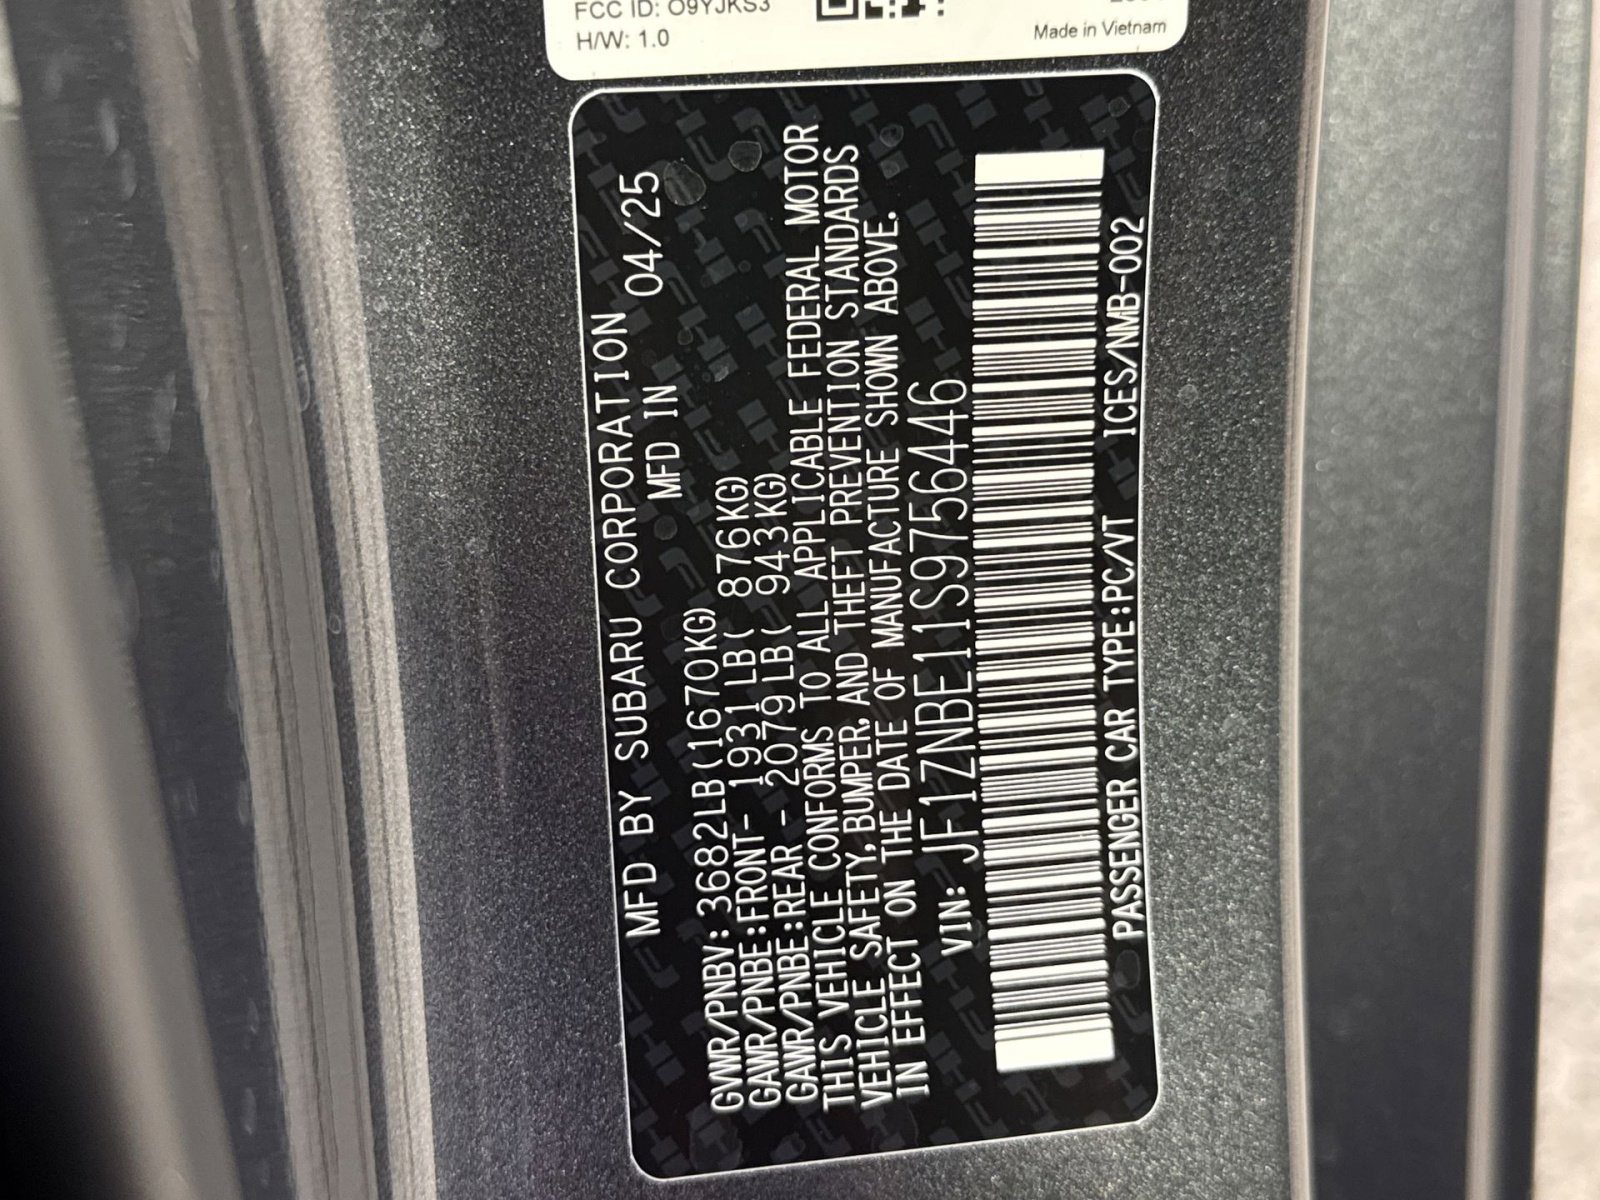 FCC ID: O9YJKS3
H/W: 1.0
Made in Vietnam
MFD BY SUBARU CORPORATION 04/25
MFD IN
GVWR/PNBV: 3682LB(1670KG)
GAWR/PNBE:FRONT- 1931LB( 876KG)
GAWR/PNBE:REAR - 2079LB( 943KG)
THIS VEHICLE CONFORMS TO ALL APPLICABLE FEDERAL MOTOR
VEHICLE SAFETY,BUMPER,AND THEFT PREVENTION STANDARDS
IN EFFECT ON THE DATE OF MANUFACTURE SHOWN ABOVE.
VIN: JF1ZNBE11S9756446
PASSENGER CAR TYPE:PC/VT ICES/NMB-002